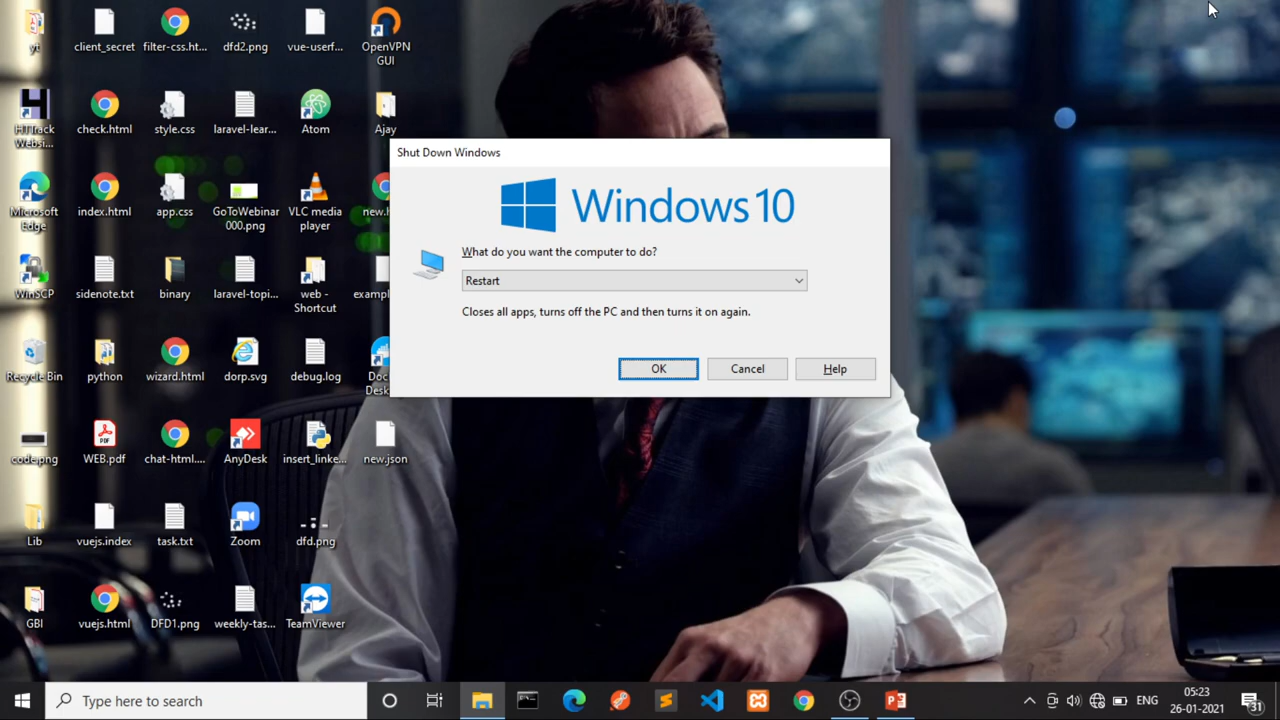 yt
client_secret
filter-css.ht...
dfd2.png
vue-userf...
OpenVPN
GUI
HTTrack
Websi...
check.html
style.css
laravel-lear...
Atom
Ajay
Microsoft
Edge
index.html
app.css
GoToWebinar
000.png
VLC media
player
new.h
WinSCP
sidenote.txt
binary
laravel-topi...
web -
Shortcut
exampl
Recycle Bin
python
wizard.html
dorp.svg
debug.log
Doc
Desk
code.png
WEB.pdf
chat-html....
AnyDesk
insert_linke...
new.json
Lib
vuejs.index
task.txt
Zoom
dfd.png
GBI
vuejs.html
DFD1.png
weekly-tas...
TeamViewer
Shut Down Windows
Windows 10
What do you want the computer to do?
Restart
Closes all apps, turns off the PC and then turns it on again.
OK
Cancel
Help
Type here to search
ENG
05:23
26-01-2021
31